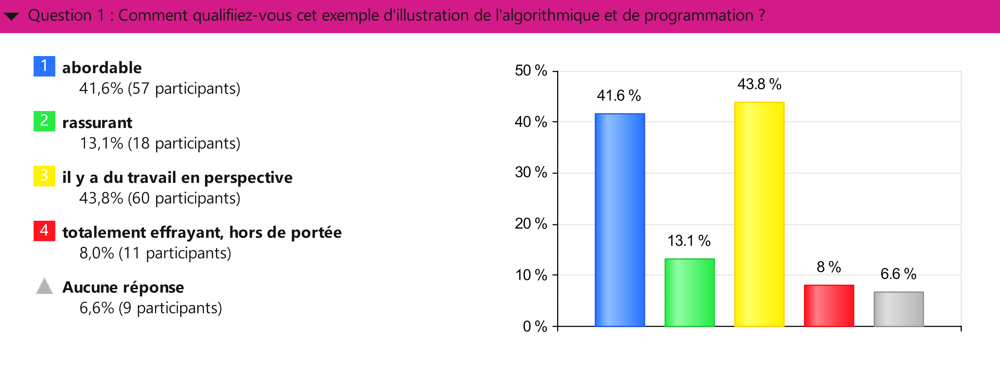 Question 1 : Comment qualifiiez-vous cet exemple d'illustration de l'algorithmique et de programmation ?
1 abordable
41,6% (57 participants)
2 rassurant
13,1% (18 participants)
3 il y a du travail en perspective
43,8% (60 participants)
4 totalement effrayant, hors de portée
8,0% (11 participants)
Aucune réponse
6,6% (9 participants)
50 %
40 %
30 %
20 %
10 %
0 %
41.6 %
13.1 %
43.8 %
8 %
6.6 %